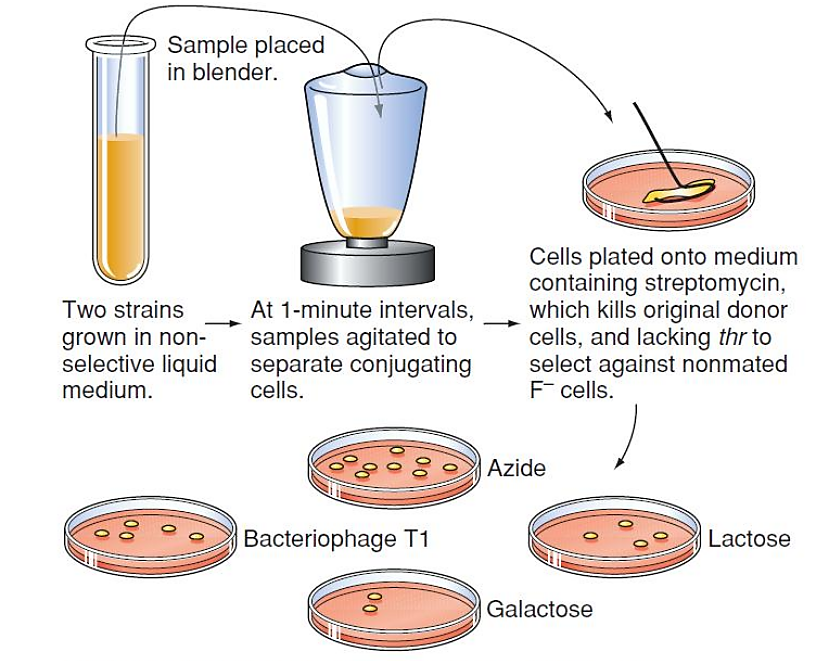 Sample placed
in blender.
Two strains
grown in non-
selective liquid
medium.
At 1-minute intervals,
samples agitated to
separate conjugating
cells.
Cells plated onto medium
containing streptomycin,
which kills original donor
cells, and lacking thr to
select against nonmated
F– cells.
Azide
Bacteriophage T1
Lactose
Galactose